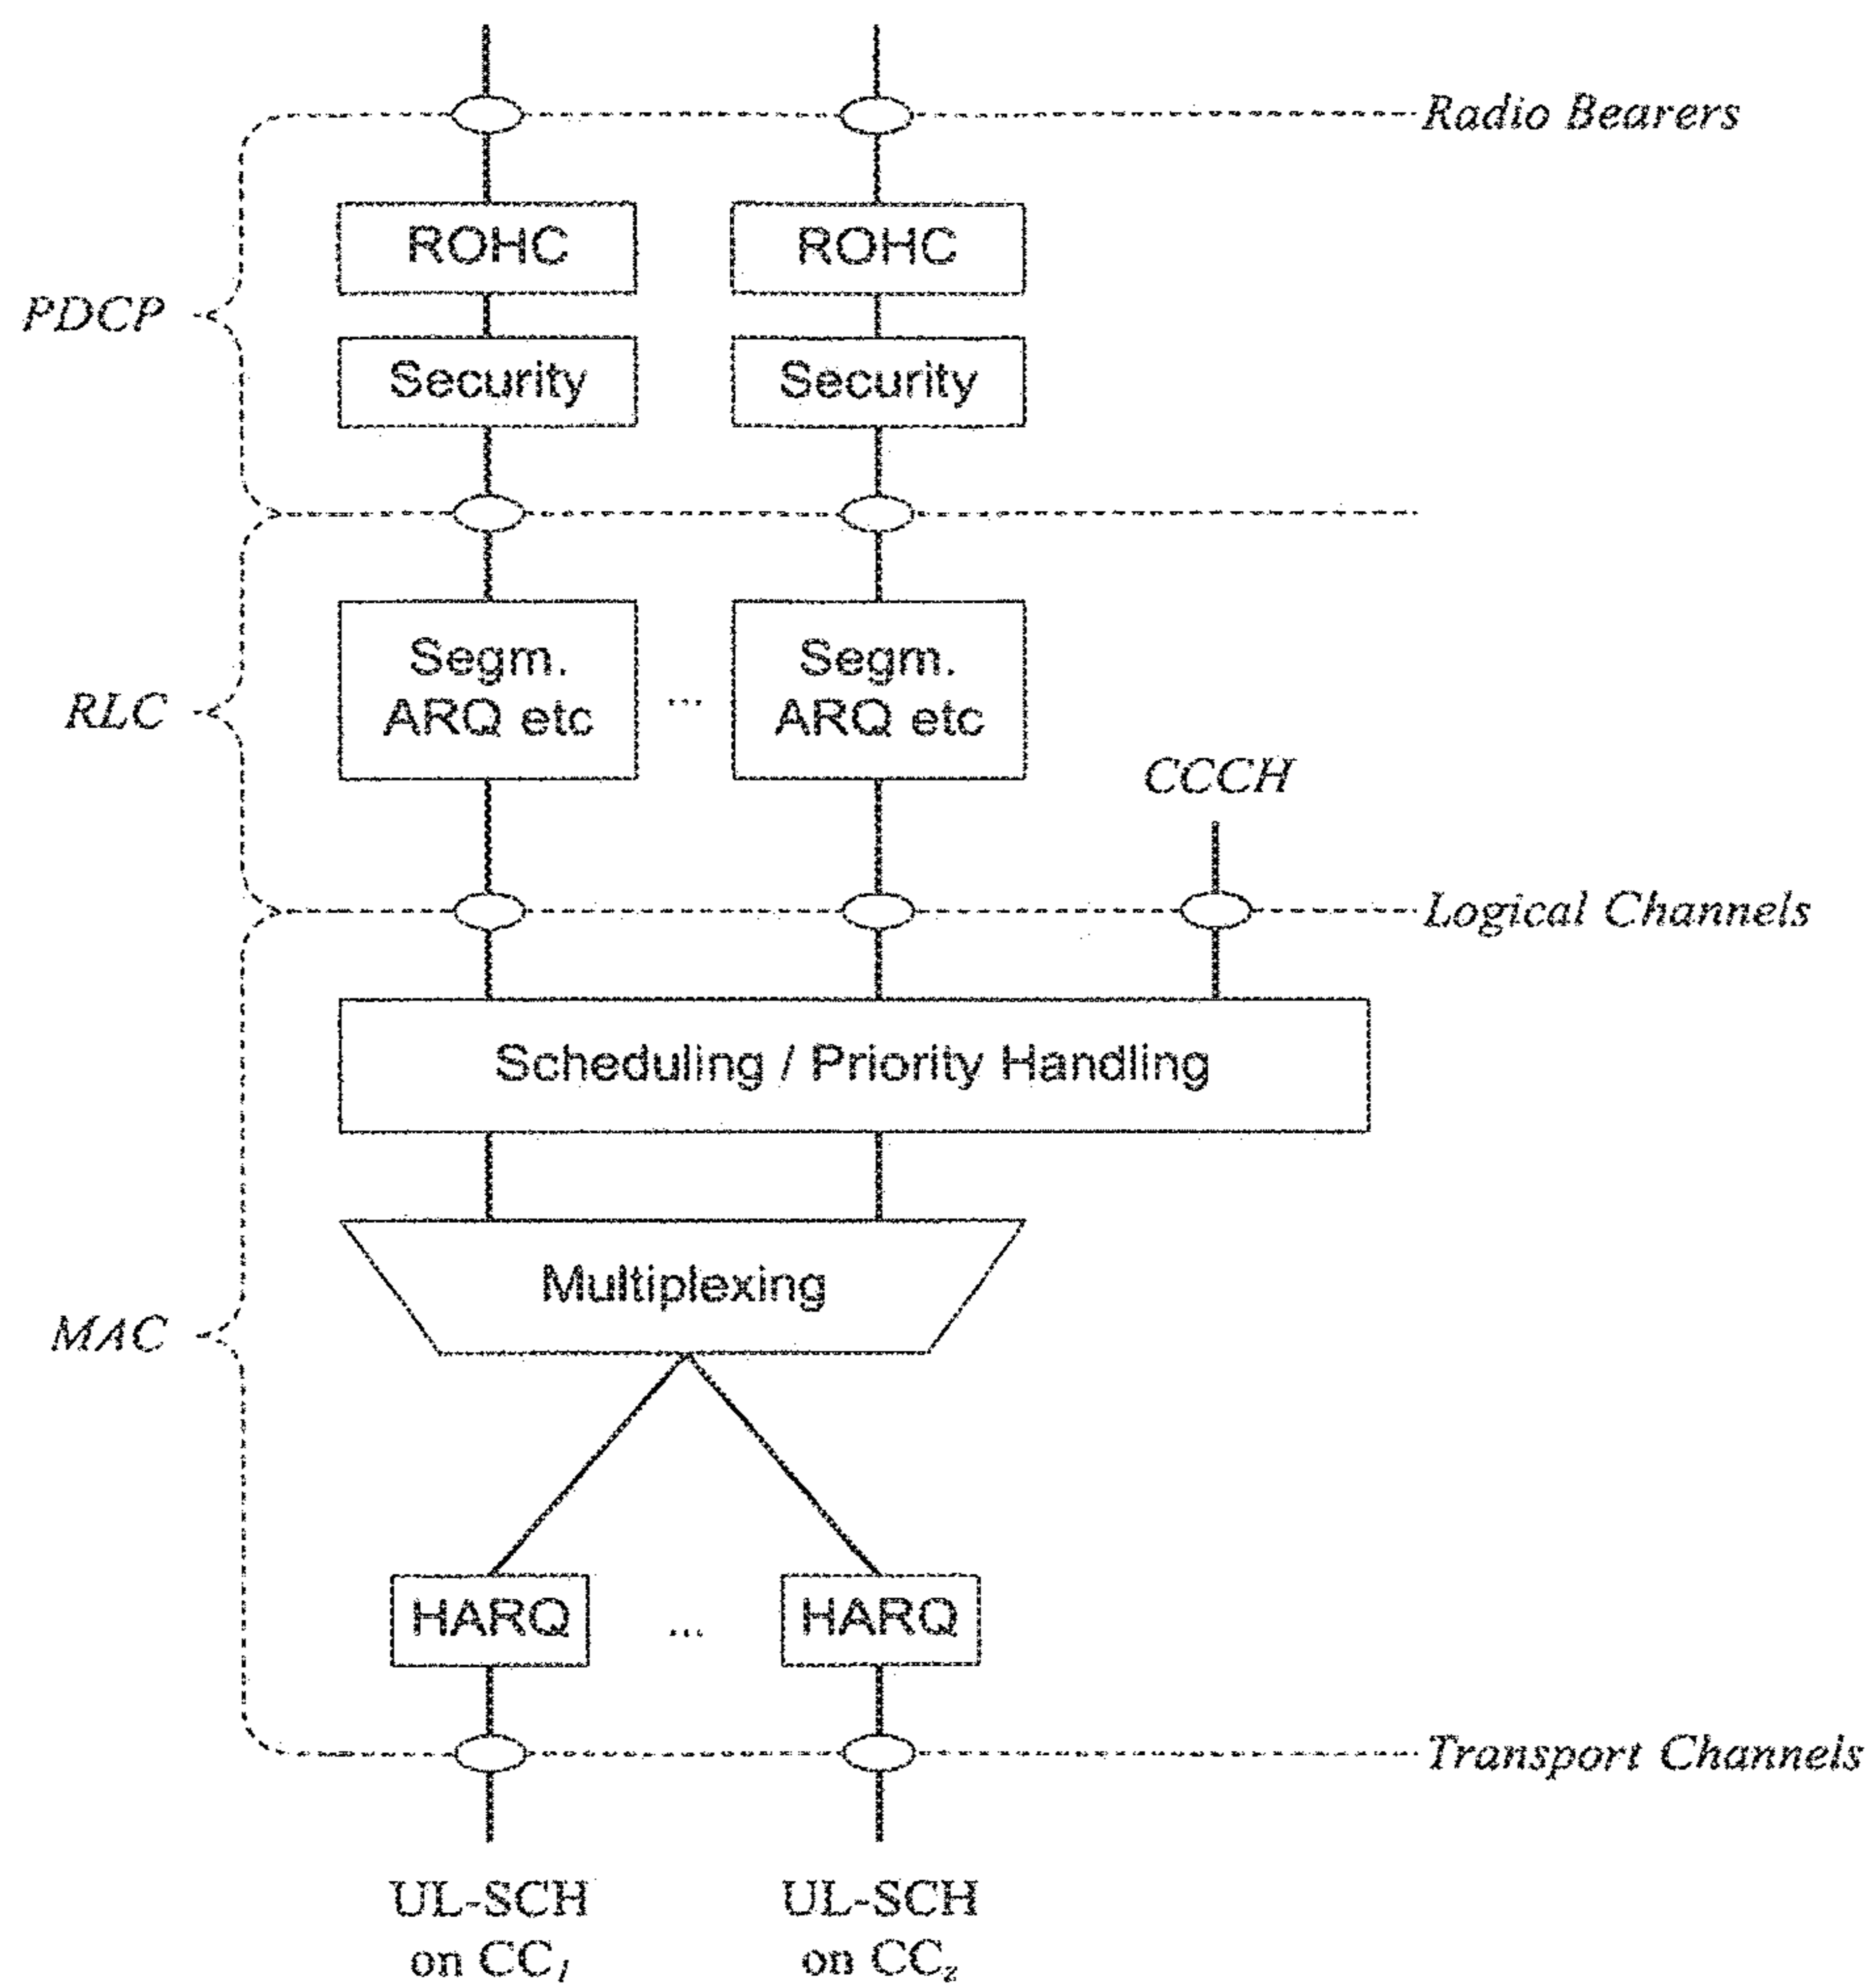 Radio Bearers
ROHC
ROHC
PDCP
Security
Security
Segm.
ARQ etc
...
Segm.
ARQ etc
RLC
CCCH
Logical Channels
Scheduling / Priority Handling
Multiplexing
MAC
HARQ
...
HARQ
Transport Channels
UL-SCH
on CC1
UL-SCH
on CCz